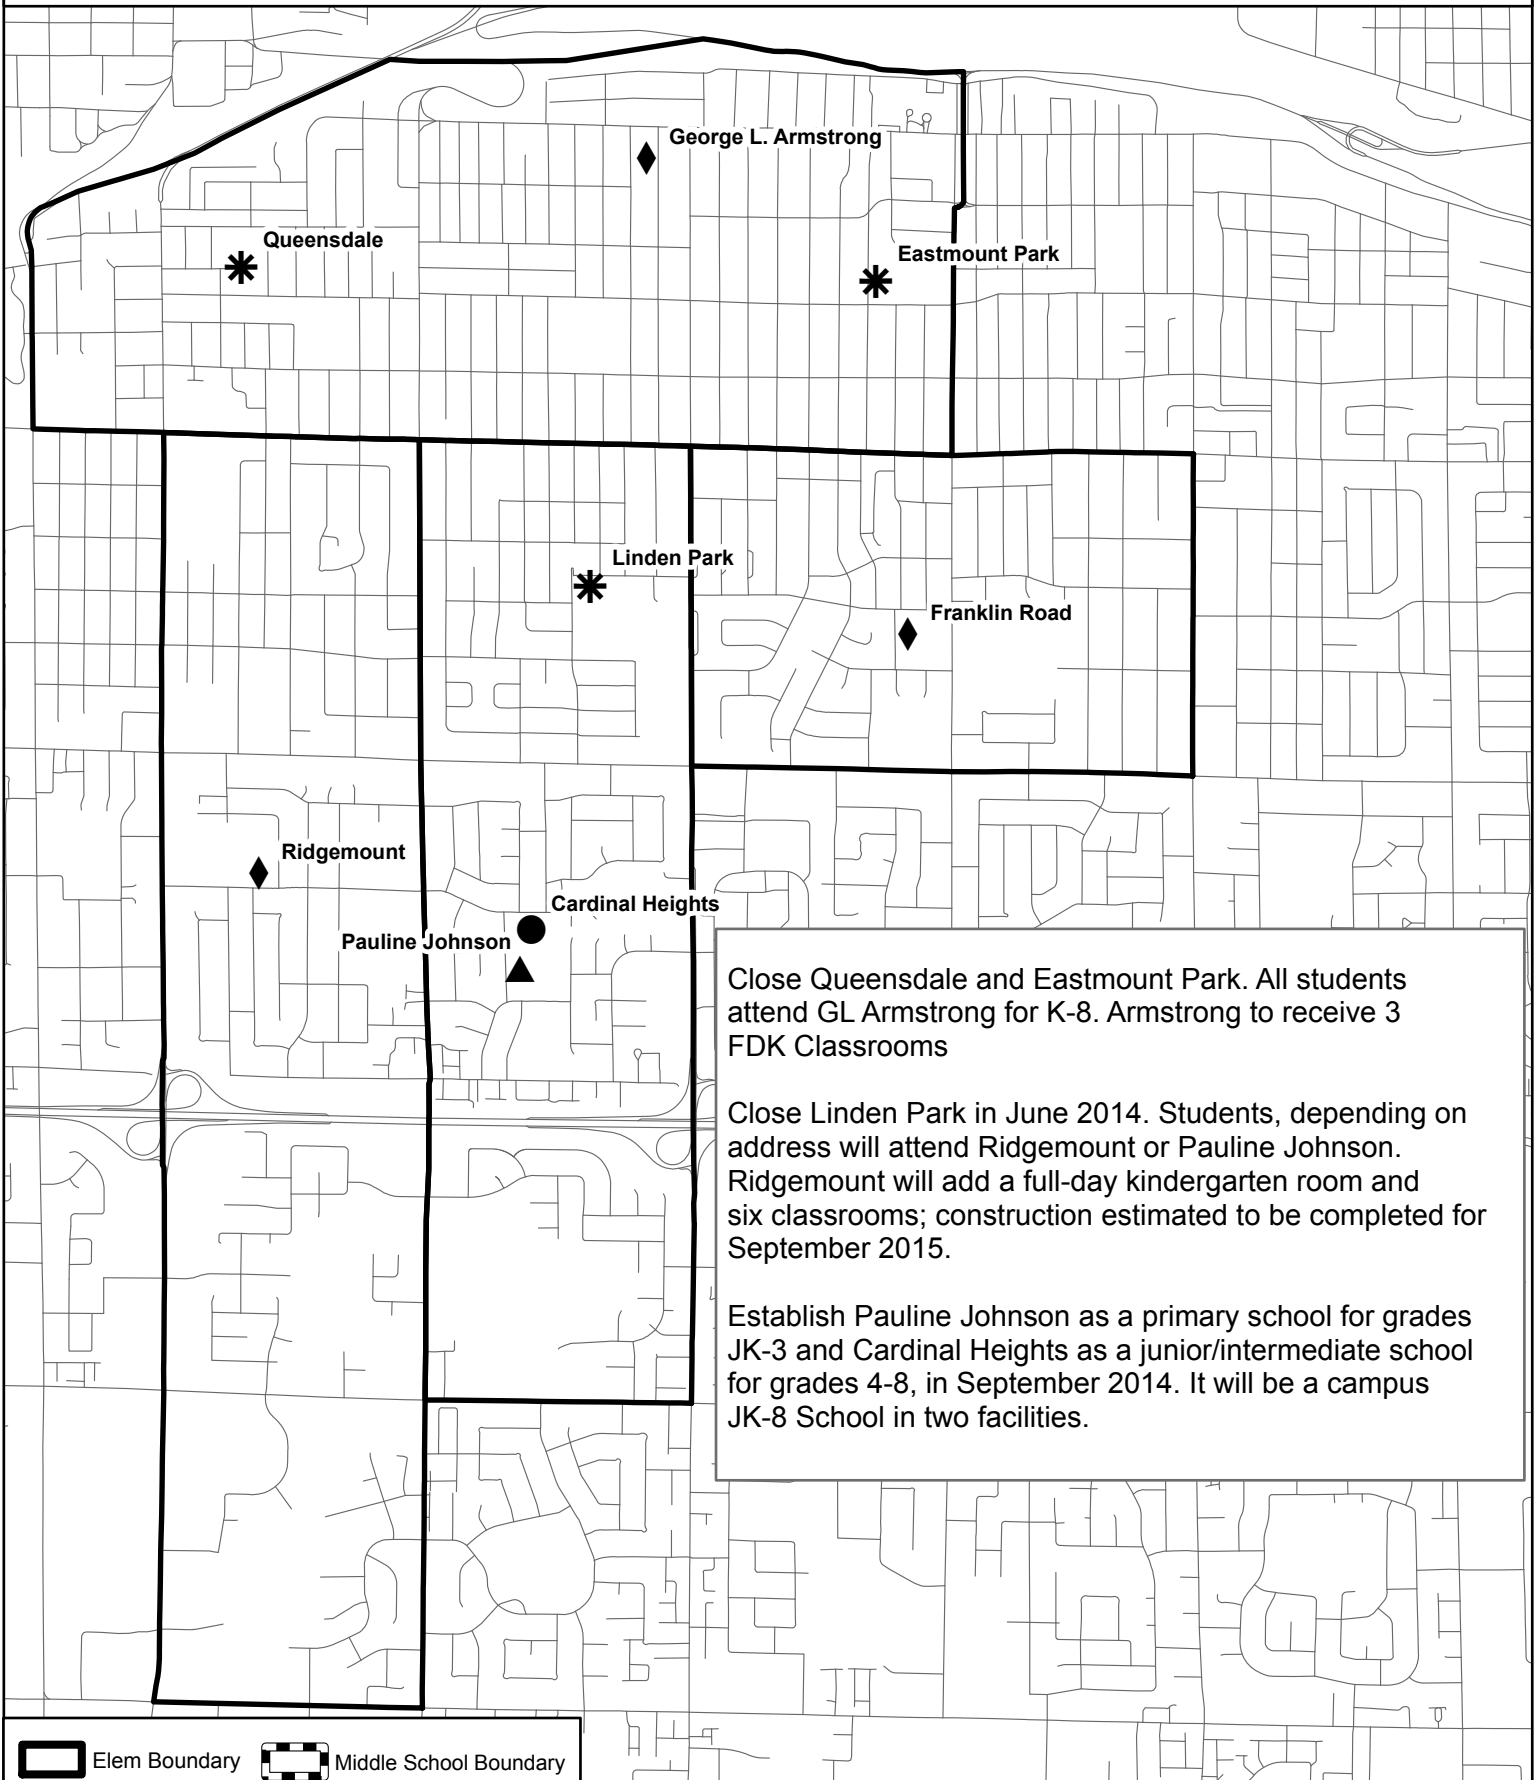 George L. Armstrong
Queensdale
Eastmount Park
Linden Park
Franklin Road
Ridgemount
Cardinal Heights
Pauline Johnson
Close Queensdale and Eastmount Park. All students
attend GL Armstrong for K-8. Armstrong to receive 3
FDK Classrooms
Close Linden Park in June 2014. Students, depending on
address will attend Ridgemount or Pauline Johnson.
Ridgemount will add a full-day kindergarten room and
six classrooms; construction estimated to be completed for
September 2015.
Establish Pauline Johnson as a primary school for grades
JK-3 and Cardinal Heights as a junior/intermediate school
for grades 4-8, in September 2014. It will be a campus
JK-8 School in two facilities.
Elem Boundary
Middle School Boundary